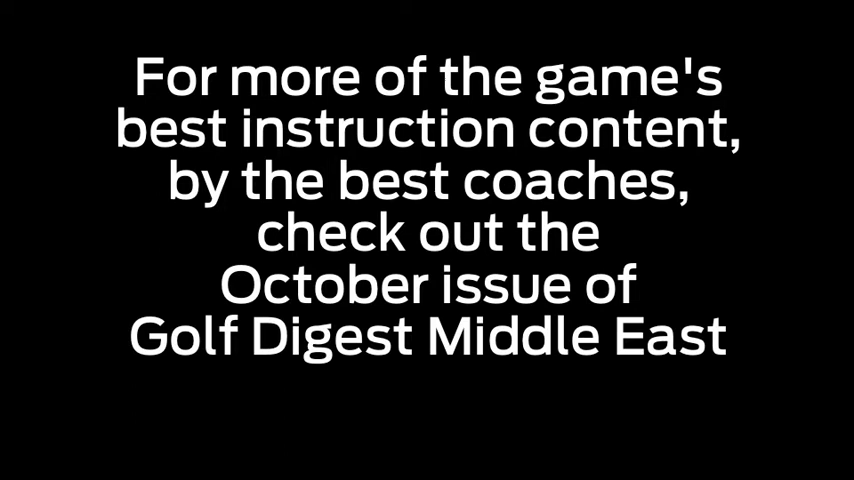 For more of the game's
best instruction content,
by the best coaches,
check out the
October issue of
Golf Digest Middle East